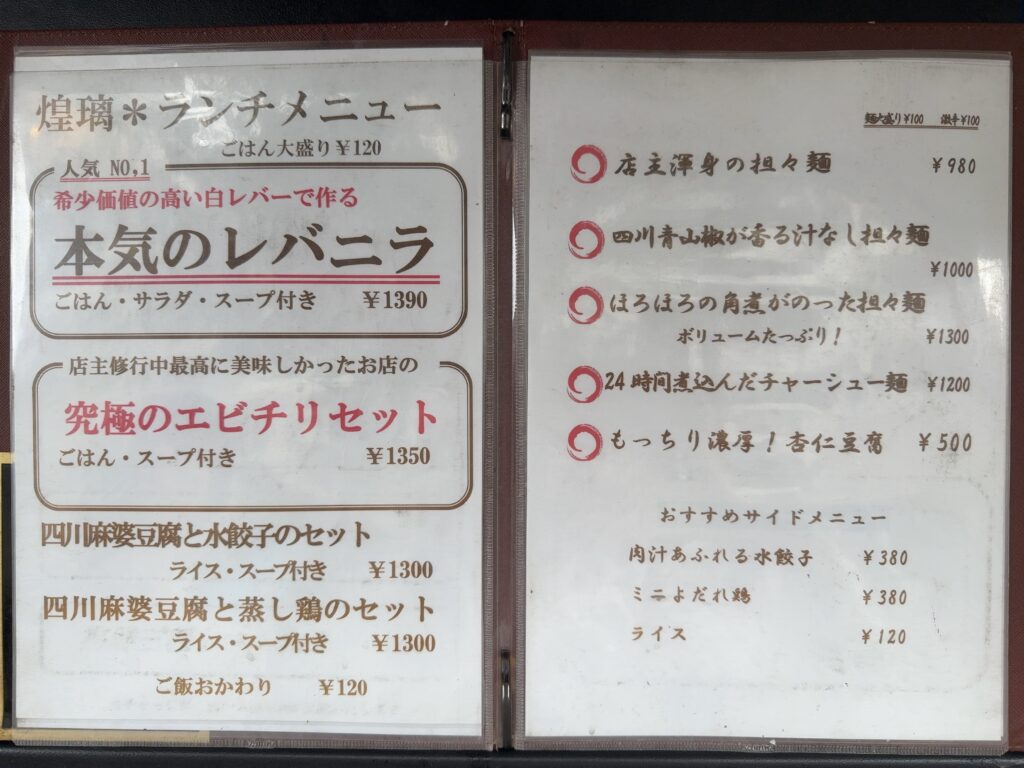 煌璃＊ランチメニュー
ごはん大盛り￥120
人気 NO,1
希少価値の高い白レバーで作る
本気のレバニラ
ごはん・サラダ・スープ付き ￥1390
店主修行中最高に美味しかったお店の
究極のエビチリセット
ごはん・スープ付き ￥1350
四川麻婆豆腐と水餃子のセット
ライス・スープ付き ￥1300
四川麻婆豆腐と蒸し鶏のセット
ライス・スープ付き ￥1300
ご飯おかわり ￥120
麺大盛り￥100 激辛￥100
店主渾身の担々麺 ￥980
四川青山椒が香る汁なし担々麺
￥1000
ほろほろの角煮がのった担々麺
ボリュームたっぷり！ ￥1300
24時間煮込んだチャーシュー麺 ￥1200
もっちり濃厚！杏仁豆腐 ￥500
おすすめサイドメニュー
肉汁あふれる水餃子 ￥380
ミニよだれ鶏 ￥380
ライス ￥120